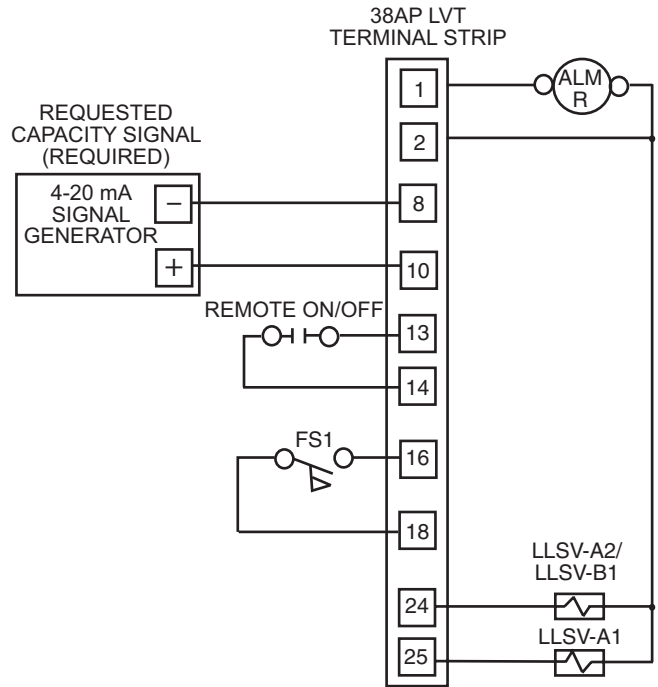 38AP LVT
TERMINAL STRIP
1
ALM
R
2
REQUESTED
CAPACITY SIGNAL
(REQUIRED)
4-20 mA
SIGNAL
GENERATOR
−
+
8
10
REMOTE ON/OFF
13
14
FS1
16
18
LLSV-A2/
LLSV-B1
24
LLSV-A1
25